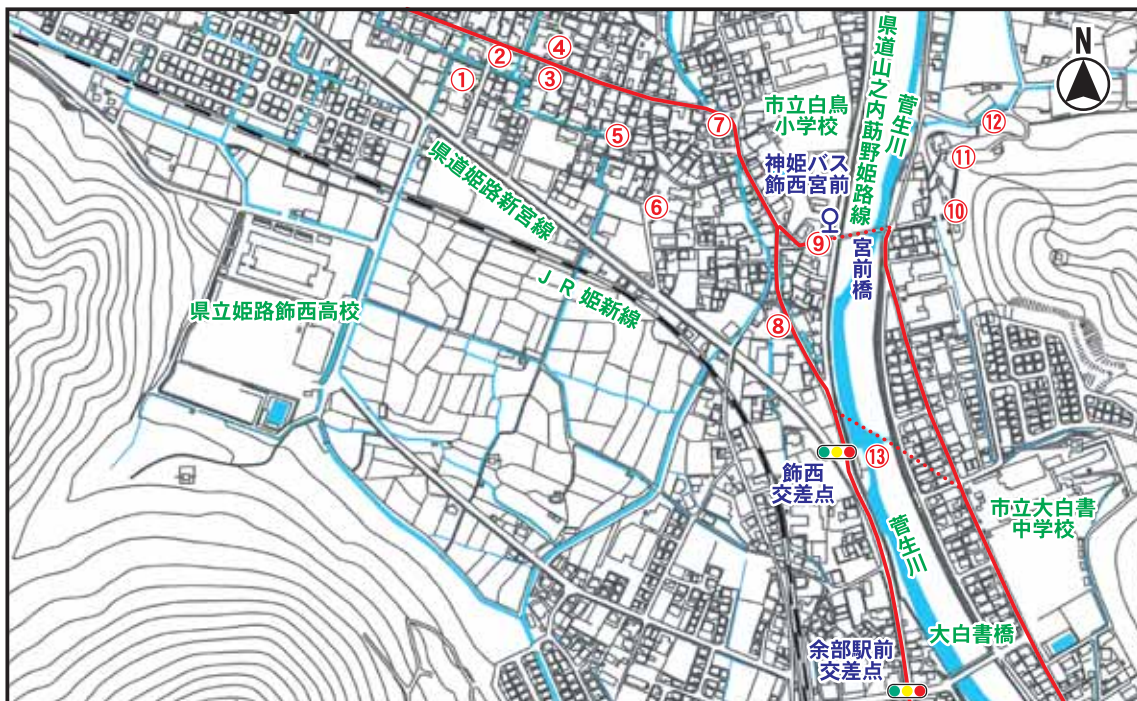 N
①
②
③
④
⑤
⑥
⑦
⑧
⑨
⑩
⑪
⑫
⑬
市立白鳥
小学校
県道山之内莇野姫路線
菅生川
神姫バス
飾西宮前
宮前橋
県道姫路新宮線
JR姫新線
県立姫路飾西高校
飾西
交差点
菅生川
市立大白書
中学校
大白書橋
余部駅前
交差点